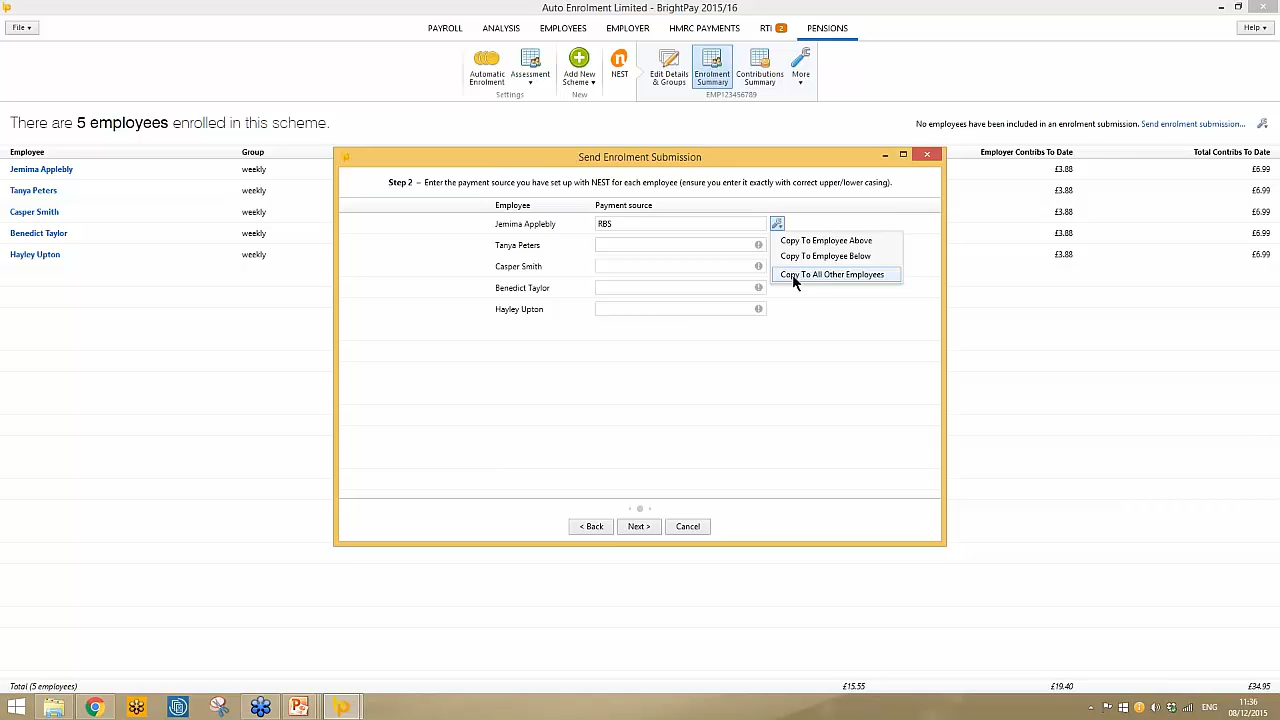 Auto Enrolment Limited - BrightPay 2015/16
File
PAYROLL ANALYSIS EMPLOYEES EMPLOYER HMRC PAYMENTS RTI 2 PENSIONS
Help
Automatic Enrolment
Assessment
Settings
Add New Scheme
New
n
NEST
Edit Details & Groups
Enrolment Summary
Contributions Summary
More
EMP123456789
There are 5 employees enrolled in this scheme.
No employees have been included in an enrolment submission. Send enrolment submission...
Employee Group Employer Contribs To Date Total Contribs To Date
Jemima Applebly weekly £3.88 £6.99
Tanya Peters weekly £3.88 £6.99
Casper Smith weekly £3.88 £6.99
Benedict Taylor weekly £3.88 £6.99
Hayley Upton weekly £3.88 £6.99
Send Enrolment Submission
Step 2 – Enter the payment source you have set up with NEST for each employee (ensure you enter it exactly with correct upper/lower casing).
Employee Payment source
Jemima Applebly RBS
Tanya Peters
Casper Smith
Benedict Taylor
Hayley Upton
Copy To Employee Above
Copy To Employee Below
Copy To All Other Employees
< Back Next > Cancel
Total (5 employees) £15.55 £19.40 £34.95
ENG
11:36
08/12/2015